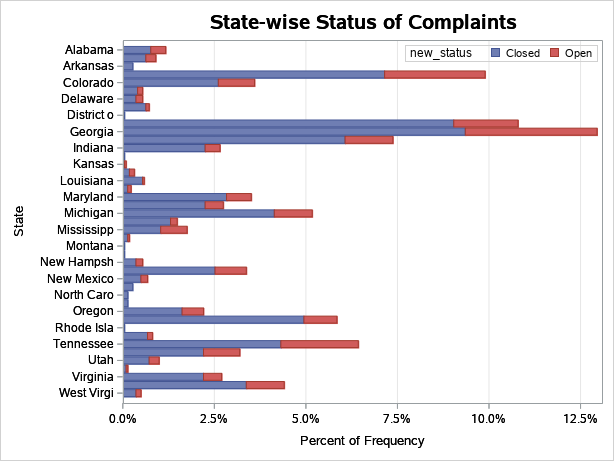 State-wise Status of Complaints
new_status Closed Open
State
Alabama
Arkansas
Colorado
Delaware
District o
Georgia
Indiana
Kansas
Louisiana
Maryland
Michigan
Mississippi
Montana
New Hampsh
New Mexico
North Caro
Oregon
Rhode Isla
Tennessee
Utah
Virginia
West Virgi
0.0% 2.5% 5.0% 7.5% 10.0% 12.5%
Percent of Frequency